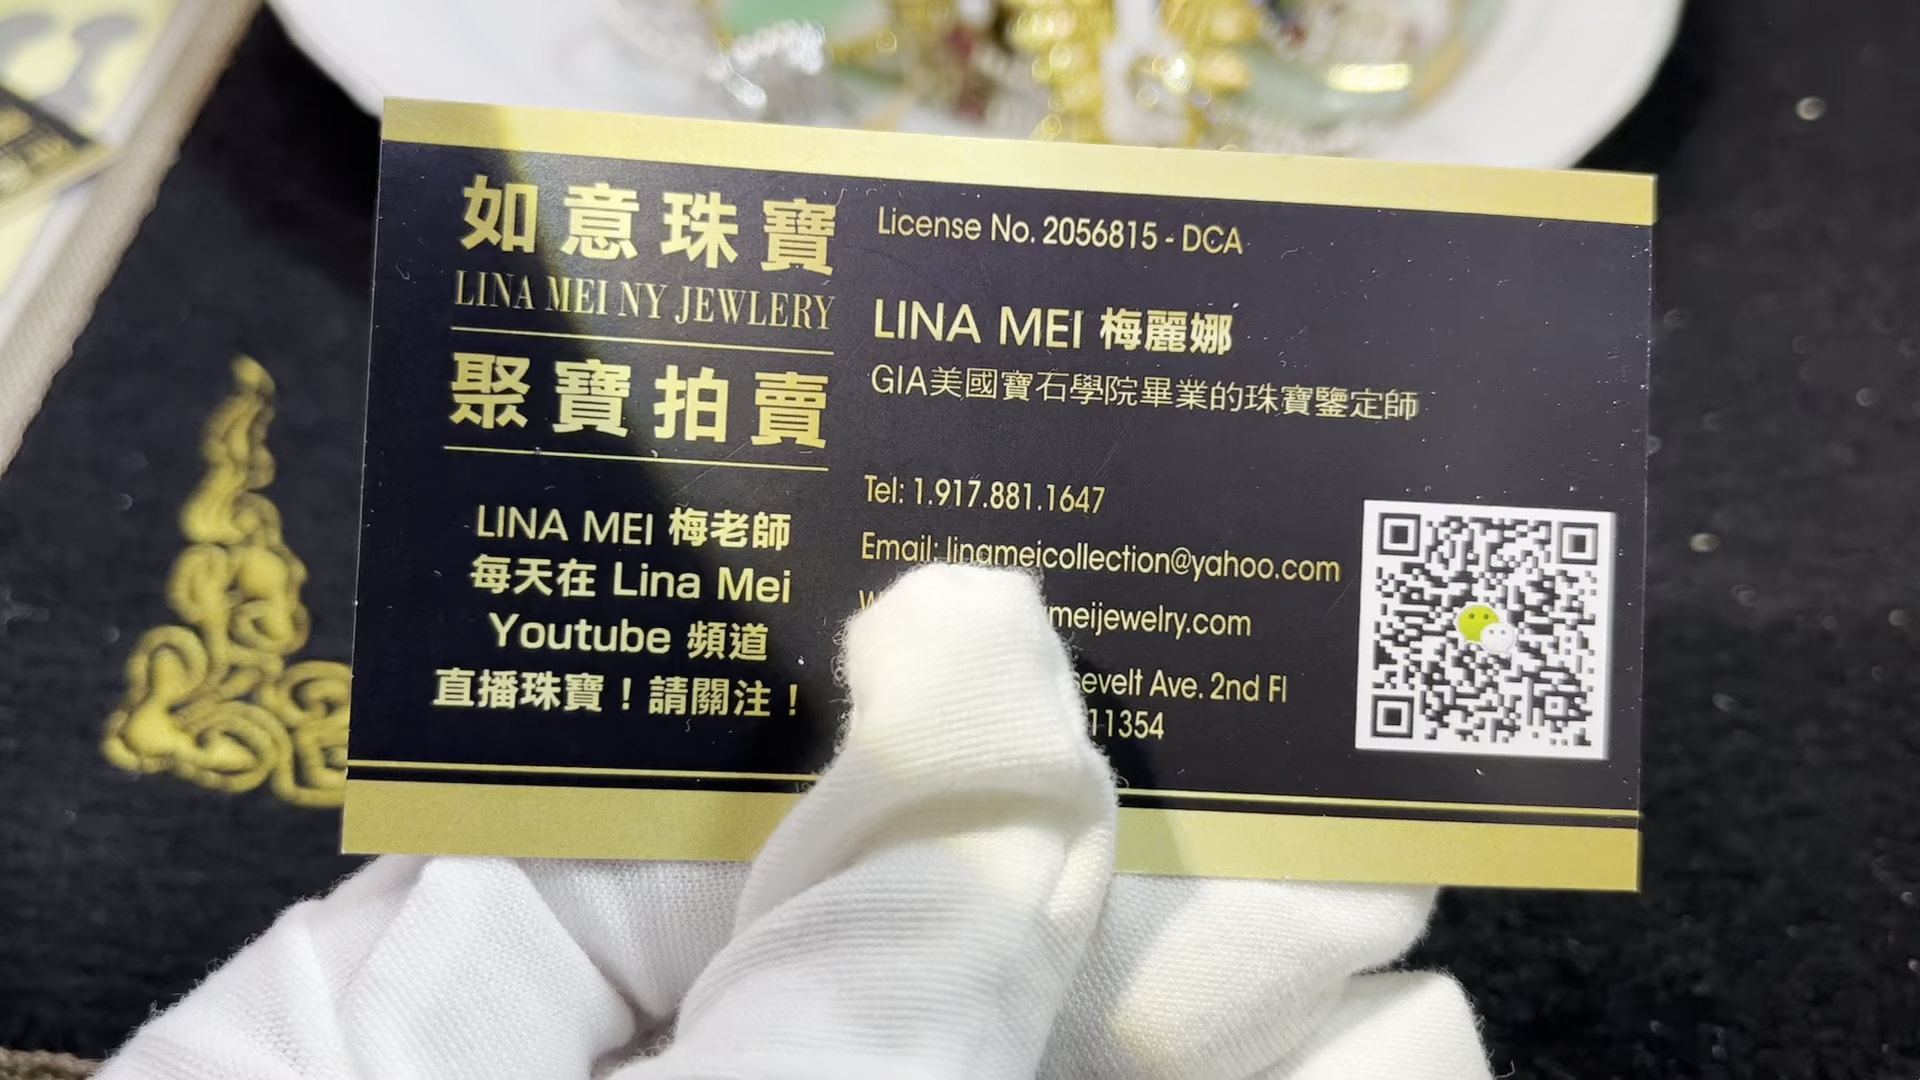 如意珠寶
LINA MEI NY JEWLERY
聚寶拍賣
LINA MEI 梅老師
每天在 Lina Mei
Youtube 頻道
直播珠寶！請關注！
License No. 2056815 - DCA
LINA MEI 梅麗娜
GIA美國寶石學院畢業的珠寶鑒定師
Tel: 1.917.881.1647
Email: linameicollection@yahoo.com
meijewelry.com
sevelt Ave. 2nd Fl
11354